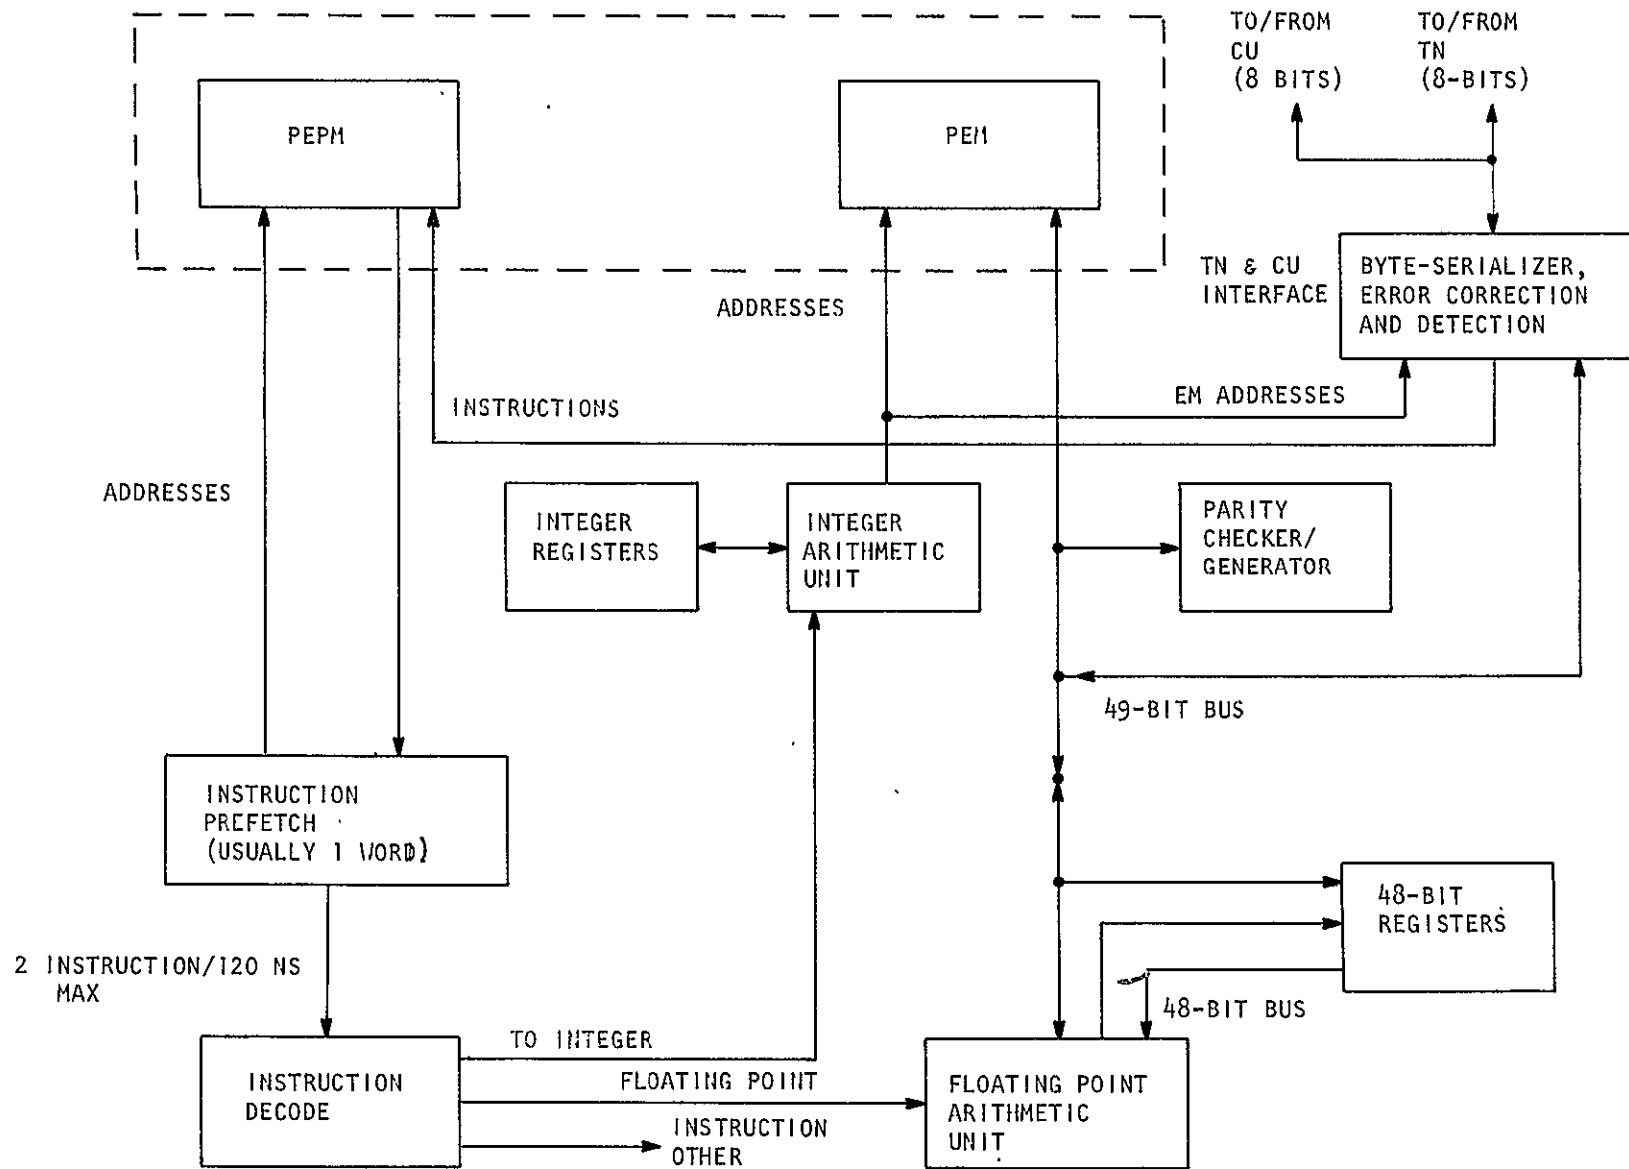 TO/FROM
CU
(8 BITS)
TO/FROM
TN
(8-BITS)
PEPM
PEM
TN & CU
INTERFACE
BYTE-SERIALIZER,
ERROR CORRECTION
AND DETECTION
ADDRESSES
EM ADDRESSES
INSTRUCTIONS
ADDRESSES
INTEGER
REGISTERS
INTEGER
ARITHMETIC
UNIT
PARITY
CHECKER/
GENERATOR
49-BIT BUS
INSTRUCTION
PREFETCH
(USUALLY 1 WORD)
48-BIT
REGISTERS
2 INSTRUCTION/120 NS
MAX
48-BIT BUS
TO INTEGER
INSTRUCTION
DECODE
FLOATING POINT
FLOATING POINT
ARITHMETIC
UNIT
INSTRUCTION
OTHER